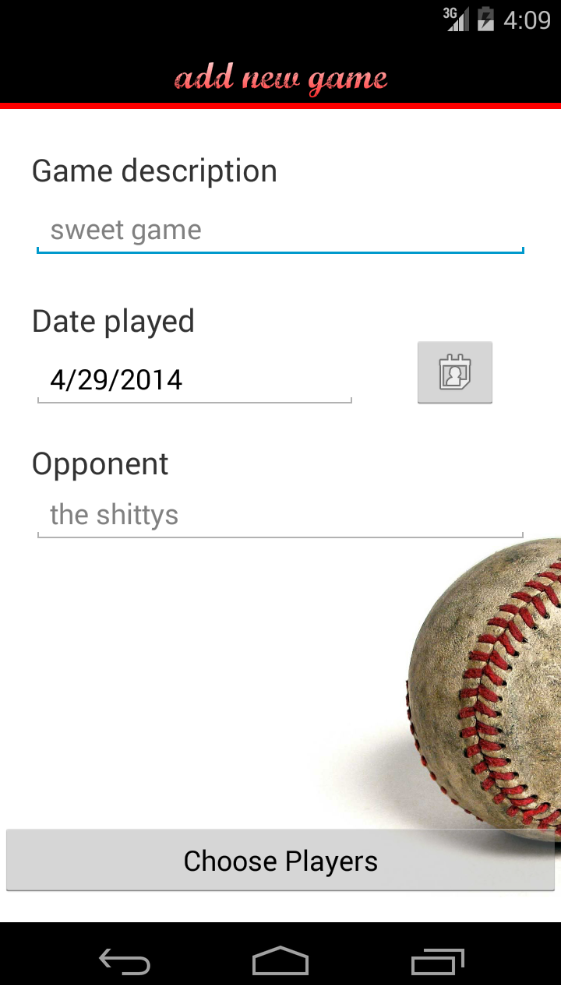 3G 4:09
add new game
Game description
sweet game
Date played
4/29/2014
Opponent
the shittys
Choose Players